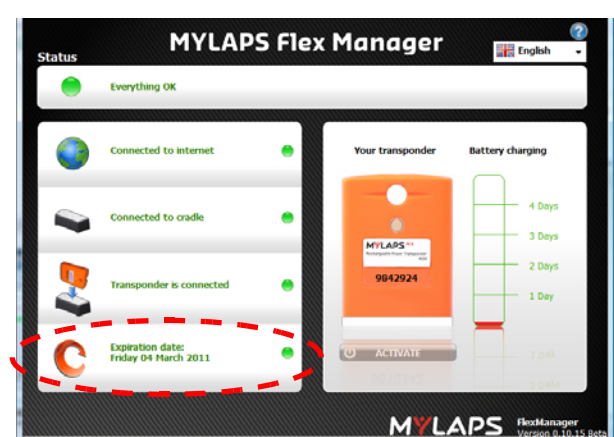 MYLAPS Flex Manager
Status
English
Everything OK
Connected to internet
Connected to cradle
Transponder is connected
Expiration date:
Friday 04 March 2011
Your transponder
Battery charging
MYLAPS
9842924
ACTIVATE
4 Days
3 Days
2 Days
1 Day
MYLAPS
FlexManager
Version 0.10.15 Beta